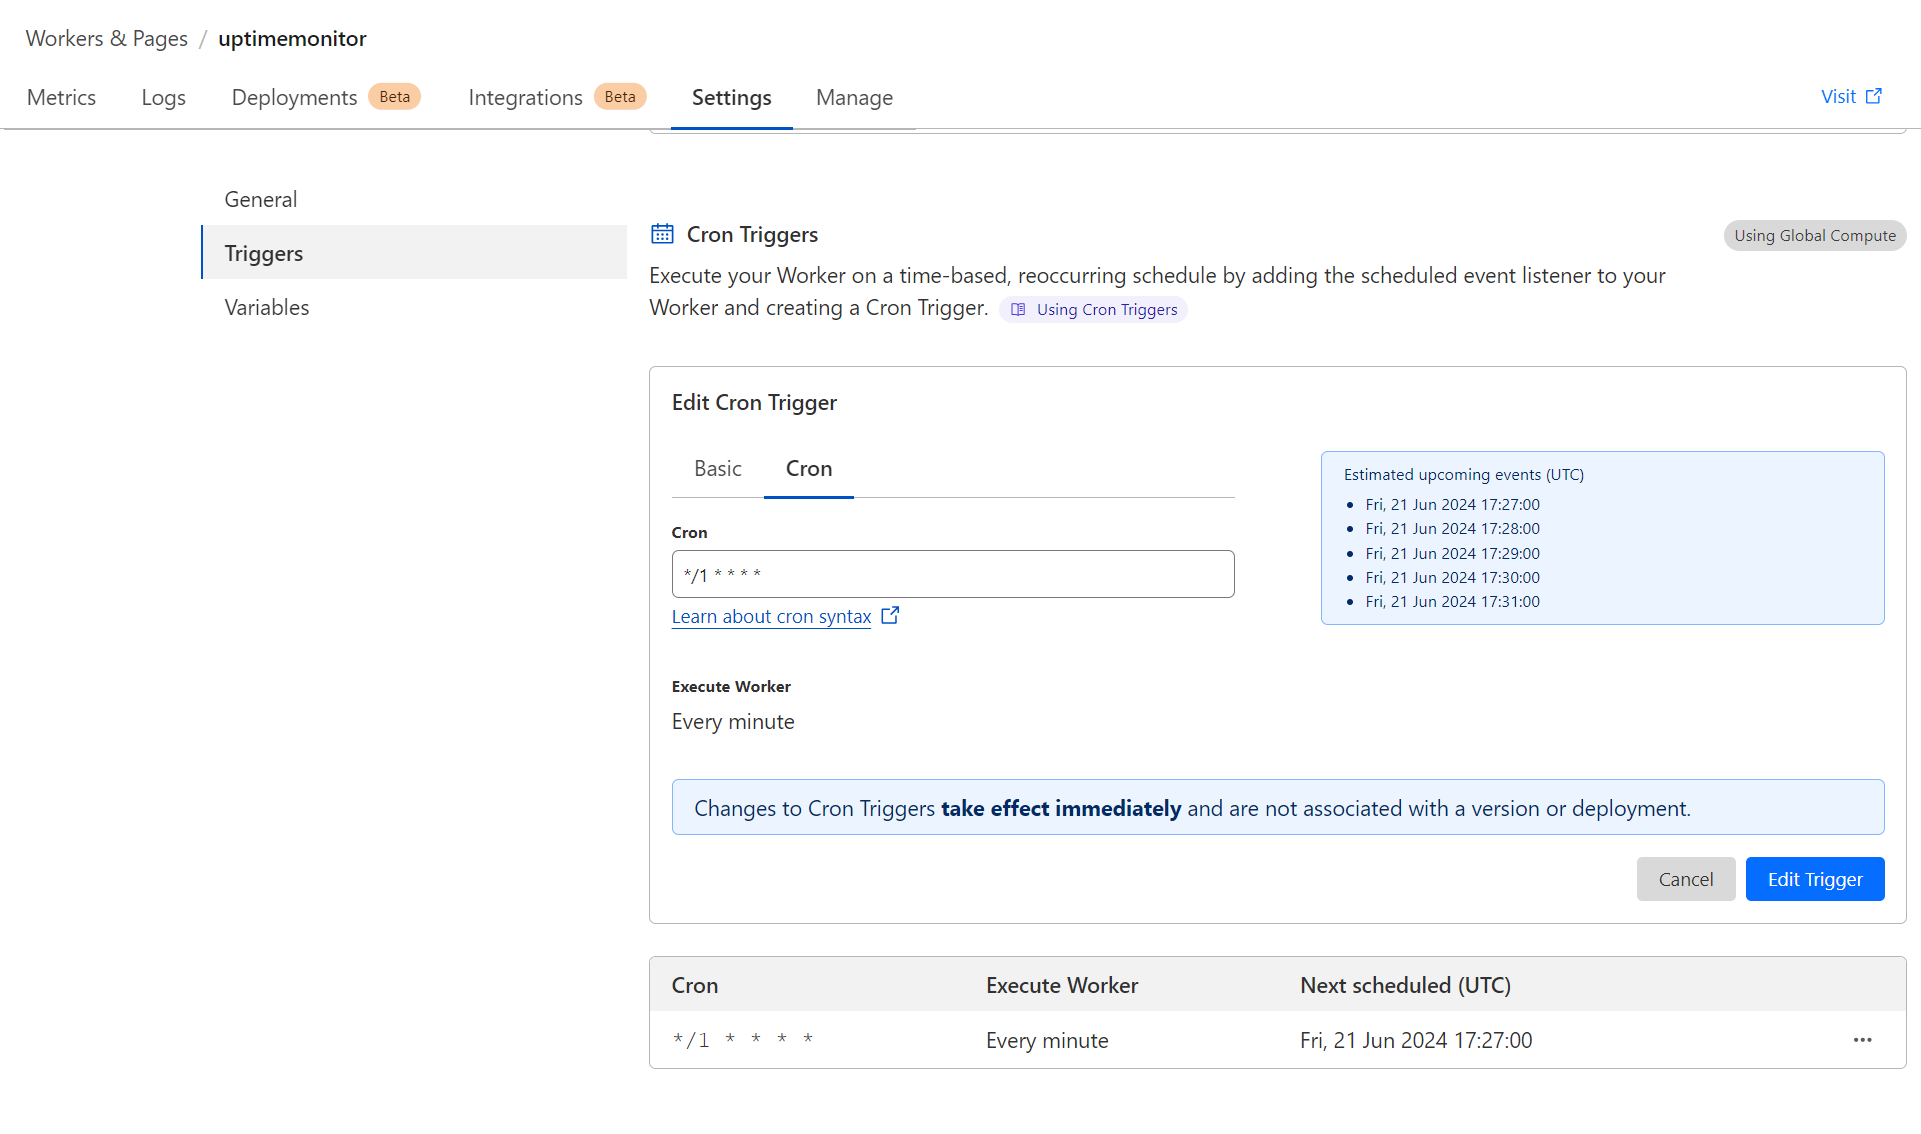 Workers & Pages / uptimemonitor
Metrics Logs Deployments Beta Integrations Beta Settings Manage Visit
General
Triggers
Variables
Cron Triggers
Using Global Compute
Execute your Worker on a time-based, reoccurring schedule by adding the scheduled event listener to your
Worker and creating a Cron Trigger. Using Cron Triggers
Edit Cron Trigger
Basic Cron
Cron
*/1 * * * *
Learn about cron syntax
Estimated upcoming events (UTC)
• Fri, 21 Jun 2024 17:27:00
• Fri, 21 Jun 2024 17:28:00
• Fri, 21 Jun 2024 17:29:00
• Fri, 21 Jun 2024 17:30:00
• Fri, 21 Jun 2024 17:31:00
Execute Worker
Every minute
Changes to Cron Triggers take effect immediately and are not associated with a version or deployment.
Cancel Edit Trigger
Cron Execute Worker Next scheduled (UTC)
*/1 * * * * Every minute Fri, 21 Jun 2024 17:27:00 ...